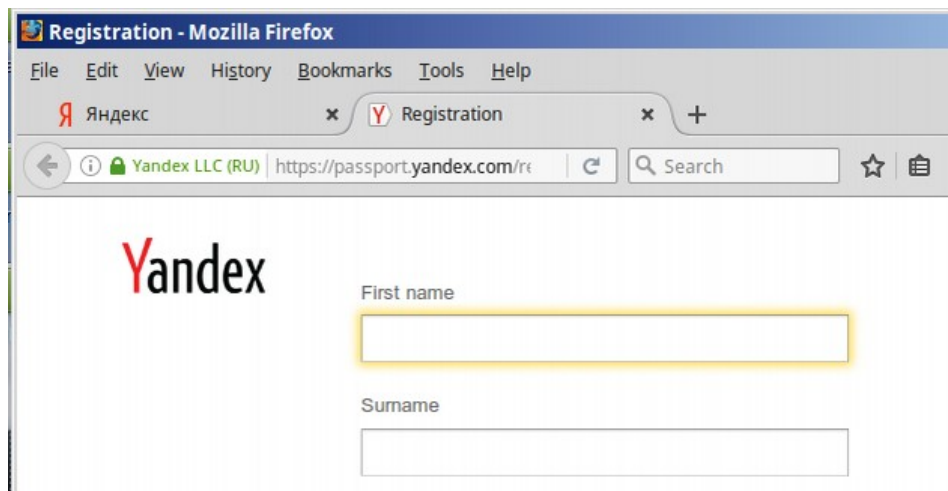 Registration - Mozilla Firefox
File Edit View History Bookmarks Tools Help
Яндекс Registration
Yandex LLC (RU) https://passport.yandex.com/re Search
Yandex
First name
Surname